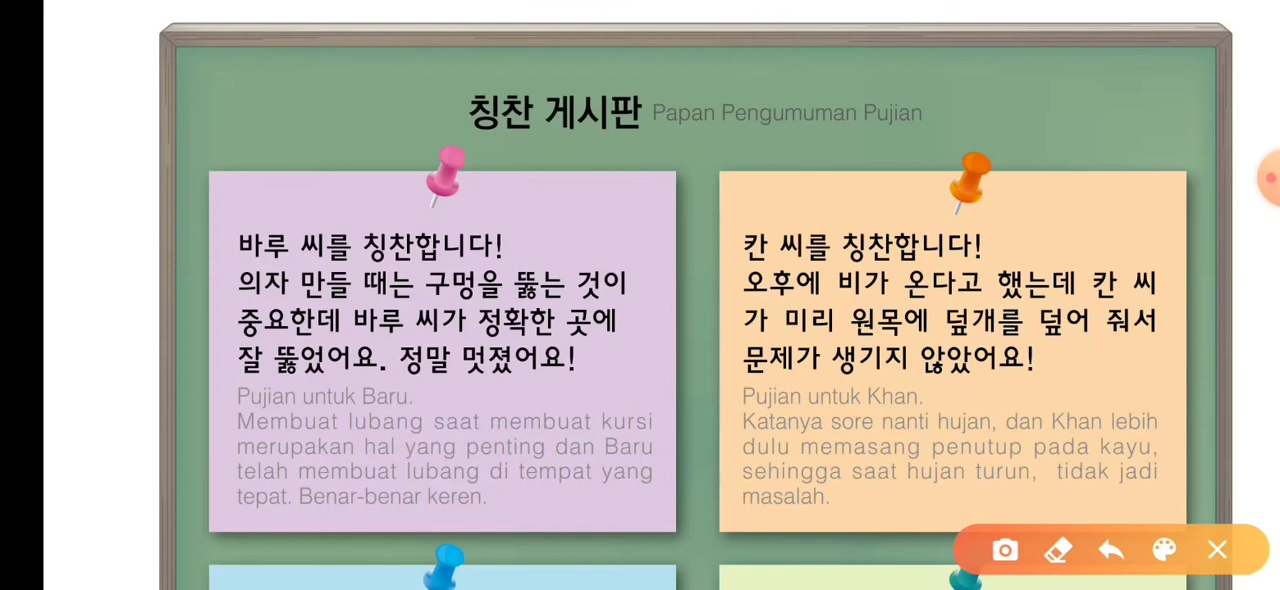 칭찬 게시판 Papan Pengumuman Pujian
바루 씨를 칭찬합니다!
의자 만들 때는 구멍을 뚫는 것이
중요한데 바루 씨가 정확한 곳에
잘 뚫었어요. 정말 멋졌어요!
Pujian untuk Baru.
Membuat lubang saat membuat kursi
merupakan hal yang penting dan Baru
telah membuat lubang di tempat yang
tepat. Benar-benar keren.
칸 씨를 칭찬합니다!
오후에 비가 온다고 했는데 칸 씨
가 미리 원목에 덮개를 덮어 줘서
문제가 생기지 않았어요!
Pujian untuk Khan.
Katanya sore nanti hujan, dan Khan lebih
dulu memasang penutup pada kayu,
sehingga saat hujan turun, tidak jadi
masalah.